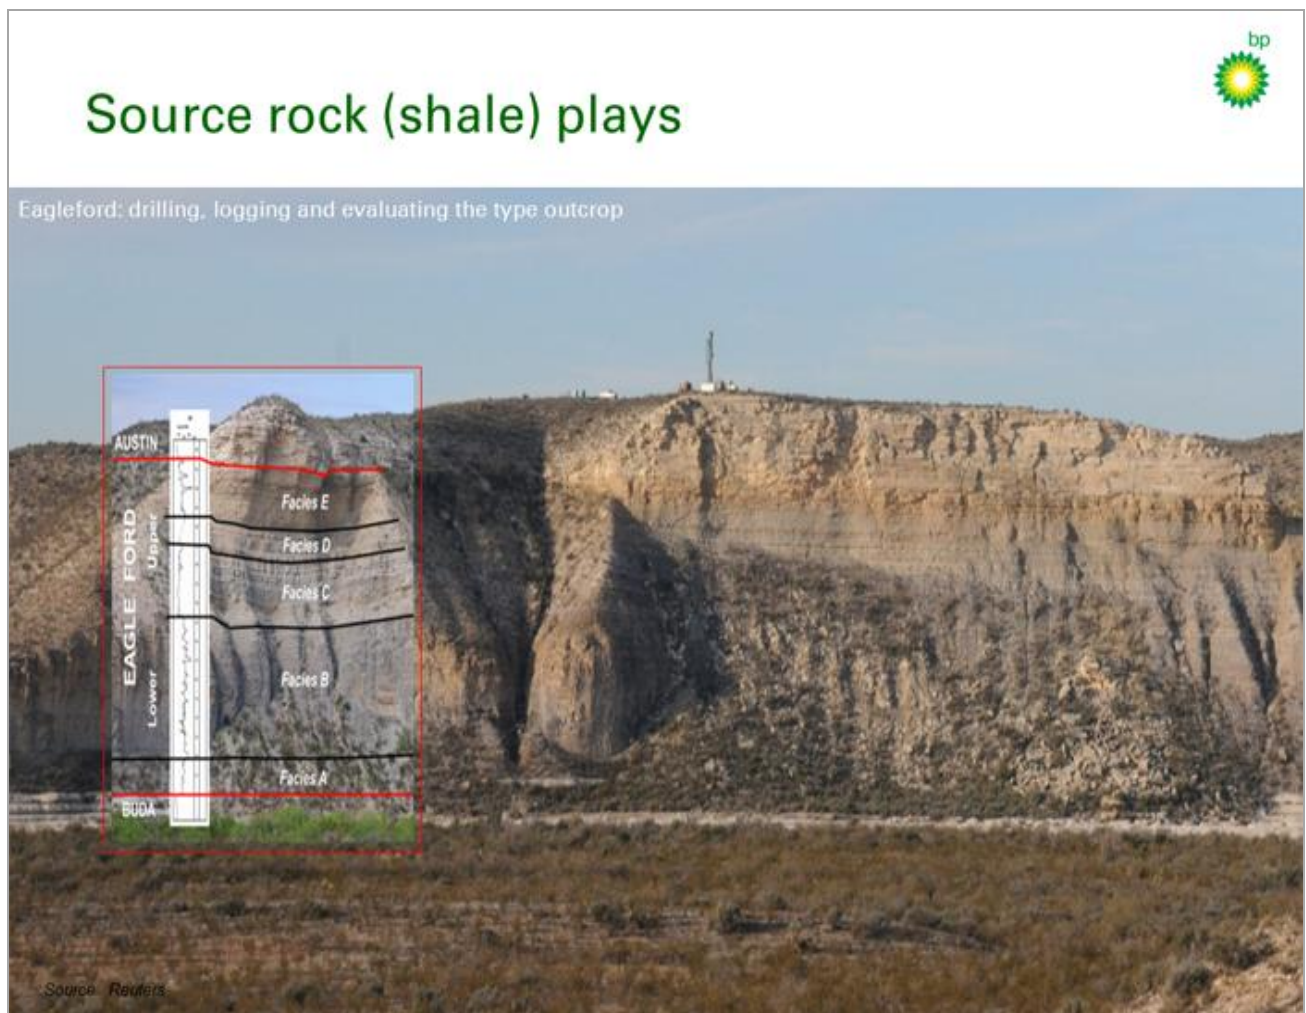 bp
Source rock (shale) plays
Eagleford: drilling, logging and evaluating the type outcrop
AUSTIN
EAGLE FORD
Upper
Lower
Facies E
Facies D
Facies C
Facies B
Facies A
BUDA
Source Reuters